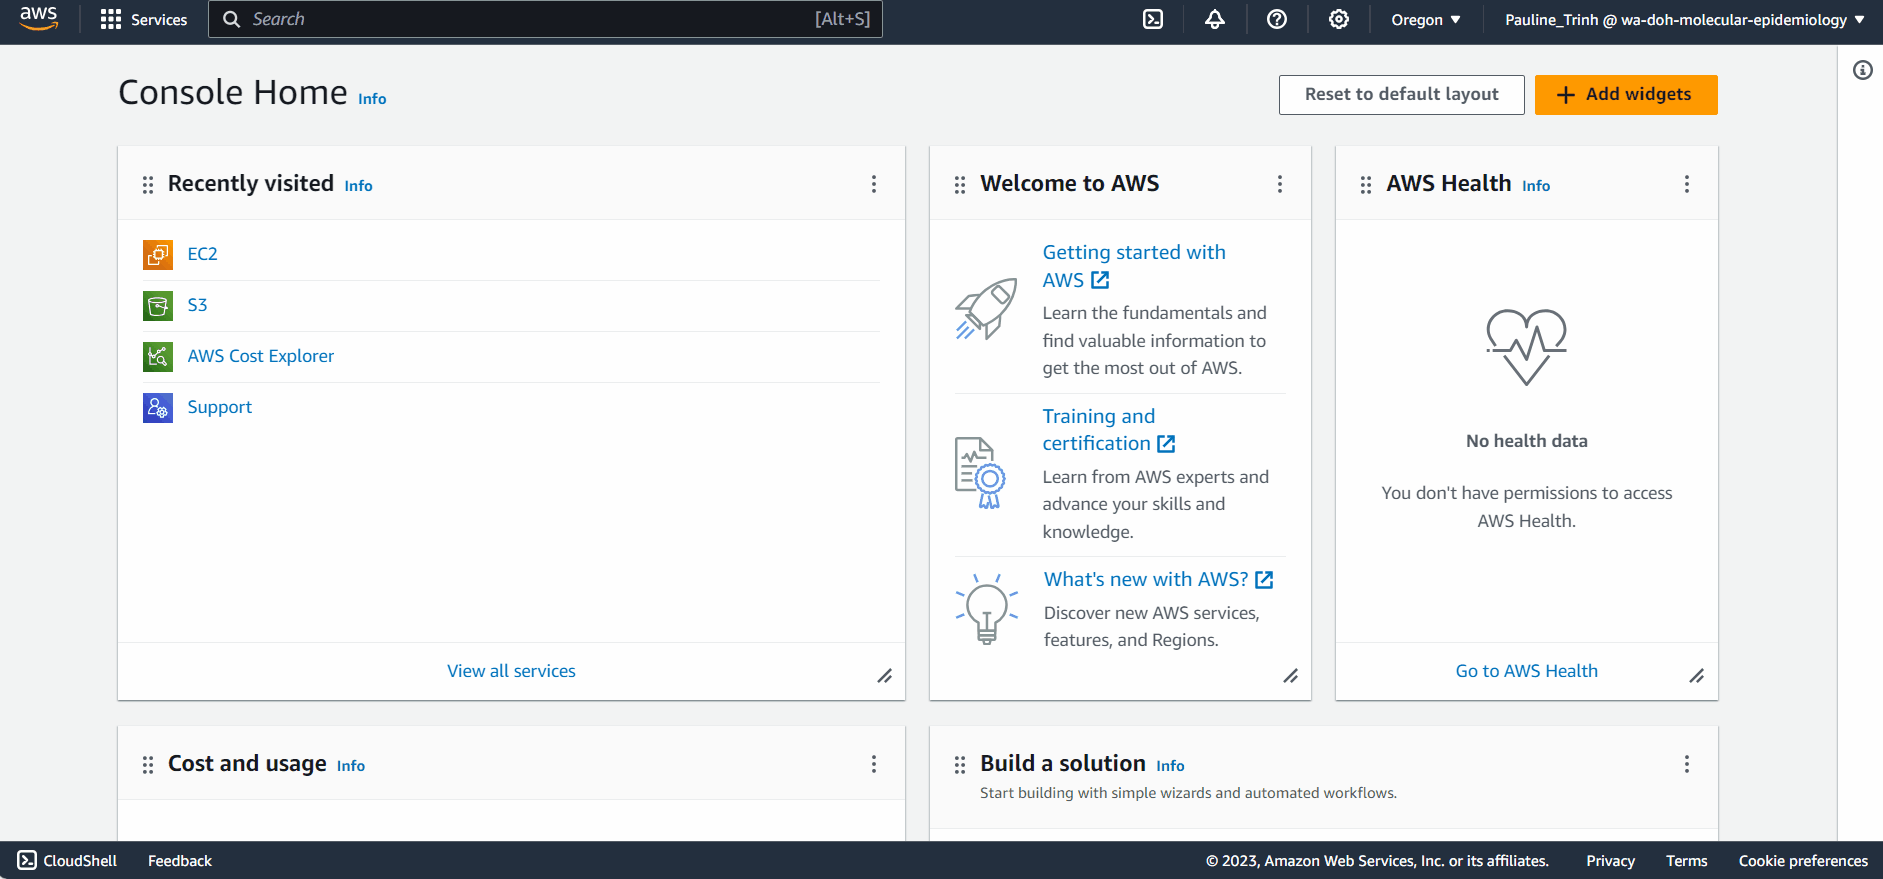 aws
Services
Search [Alt+S]
Oregon
Pauline_Trinh @ wa-doh-molecular-epidemiology
Console Home Info
Reset to default layout
Add widgets
Recently visited Info
EC2
S3
AWS Cost Explorer
Support
View all services
Welcome to AWS
Getting started with
AWS
Learn the fundamentals and
find valuable information to
get the most out of AWS.
Training and
certification
Learn from AWS experts and
advance your skills and
knowledge.
What's new with AWS?
Discover new AWS services,
features, and Regions.
AWS Health Info
No health data
You don't have permissions to access
AWS Health.
Go to AWS Health
Cost and usage Info
Build a solution Info
Start building with simple wizards and automated workflows.
CloudShell
Feedback
© 2023, Amazon Web Services, Inc. or its affiliates.
Privacy
Terms
Cookie preferences